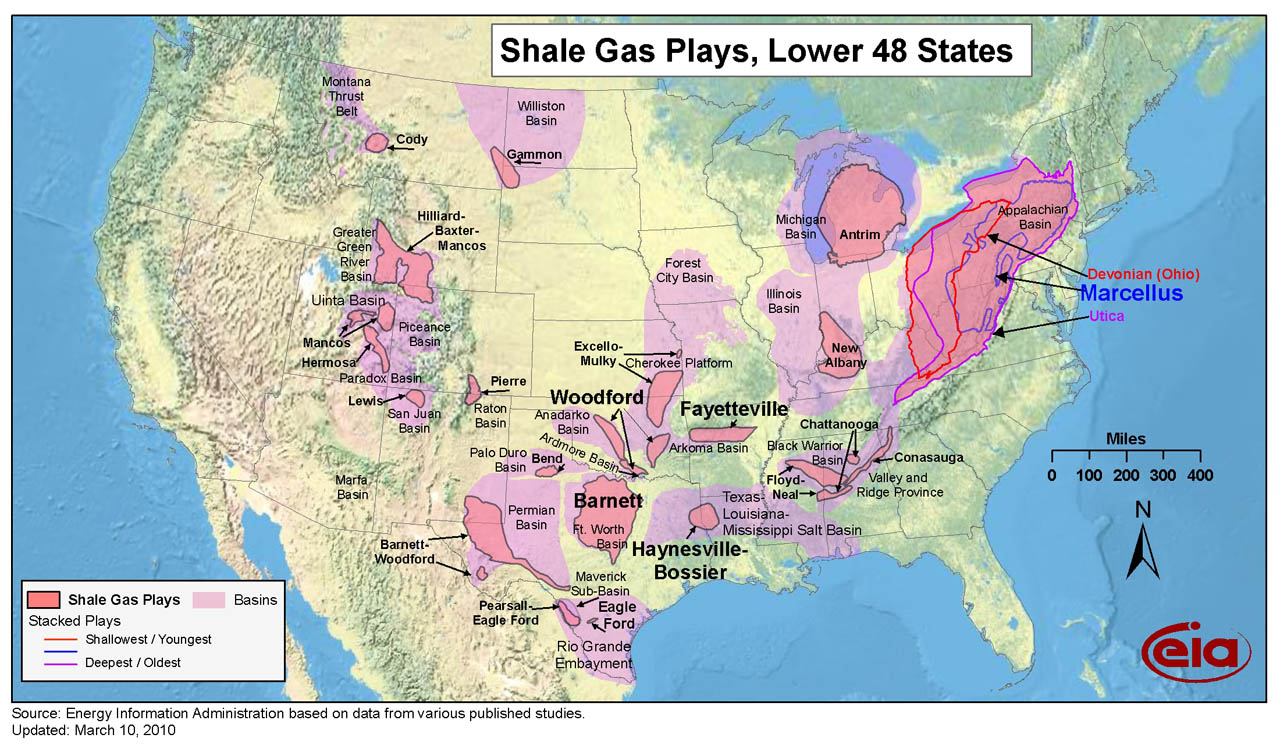 Shale Gas Plays, Lower 48 States
Montana
Thrust
Belt
Cody
Williston
Basin
Gammon
Hilliard-
Baxter-
Mancos
Greater
Green
River
Basin
Uinta Basin
Piceance
Basin
Mancos
Hermosa
Paradox Basin
Lewis
San Juan
Basin
Pierre
Raton
Basin
Michigan
Basin
Antrim
Appalachian
Basin
Devonian (Ohio)
Marcellus
Utica
Forest
City Basin
Illinois
Basin
New
Albany
Excello-
Mulky
Cherokee Platform
Woodford
Anadarko
Basin
Ardmore Basin
Fayetteville
Arkoma Basin
Chattanooga
Black Warrior
Basin
Conasauga
Floyd-
Neal
Valley and
Ridge Province
Palo Duro
Basin
Bend
Marfa
Basin
Permian
Basin
Barnett
Ft. Worth
Basin
Texas-
Louisiana-
Mississippi Salt Basin
Haynesville-
Bossier
Barnett-
Woodford
Maverick
Sub-Basin
Pearsall-
Eagle Ford
Eagle
Ford
Rio Grande
Embayment
Miles
0 100 200 300 400
N
Shale Gas Plays
Basins
Stacked Plays
Shallowest / Youngest
Deepest / Oldest
eia
Source: Energy Information Administration based on data from various published studies.
Updated: March 10, 2010